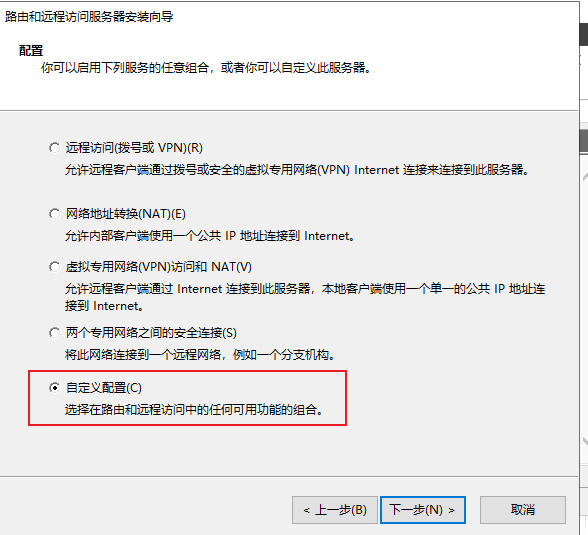 路由和远程访问服务器安装向导
配置
你可以启用下列服务的任意组合，或者你可以自定义此服务器。
远程访问(拨号或 VPN)(R)
允许远程客户端通过拨号或安全的虚拟专用网络(VPN) Internet 连接来连接到此服务器。
网络地址转换(NAT)(E)
允许内部客户端使用一个公共 IP 地址连接到 Internet。
虚拟专用网络(VPN)访问和 NAT(V)
允许远程客户端通过 Internet 连接到此服务器，本地客户端使用一个单一的公共 IP 地址连
接到 Internet。
两个专用网络之间的安全连接(S)
将此网络连接到一个远程网络，例如一个分支机构。
自定义配置(C)
选择在路由和远程访问中的任何可用功能的组合。
< 上一步(B) 下一步(N) > 取消